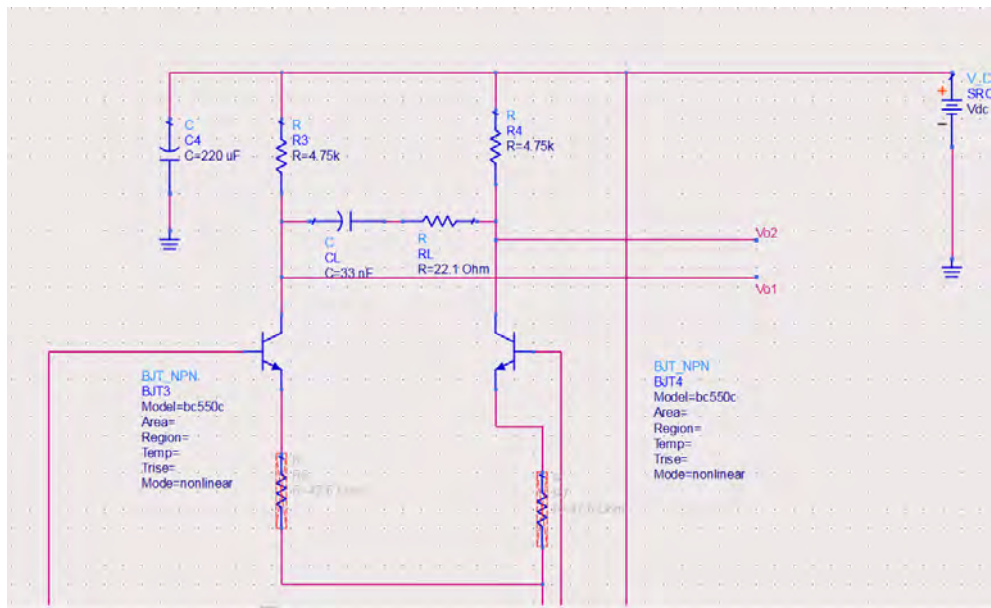 C
C4
C=220 uF
R
R3
R=4.75k
R
R4
R=4.75k
V_D
SRC
Vdc
+
-
C
CL
C=33 nF
R
RL
R=22.1 Ohm
Vo2
Vo1
BJT_NPN
BJT3
Model=bc550c
Area=
Region=
Temp=
Trise=
Mode=nonlinear
BJT_NPN
BJT4
Model=bc550c
Area=
Region=
Temp=
Trise=
Mode=nonlinear